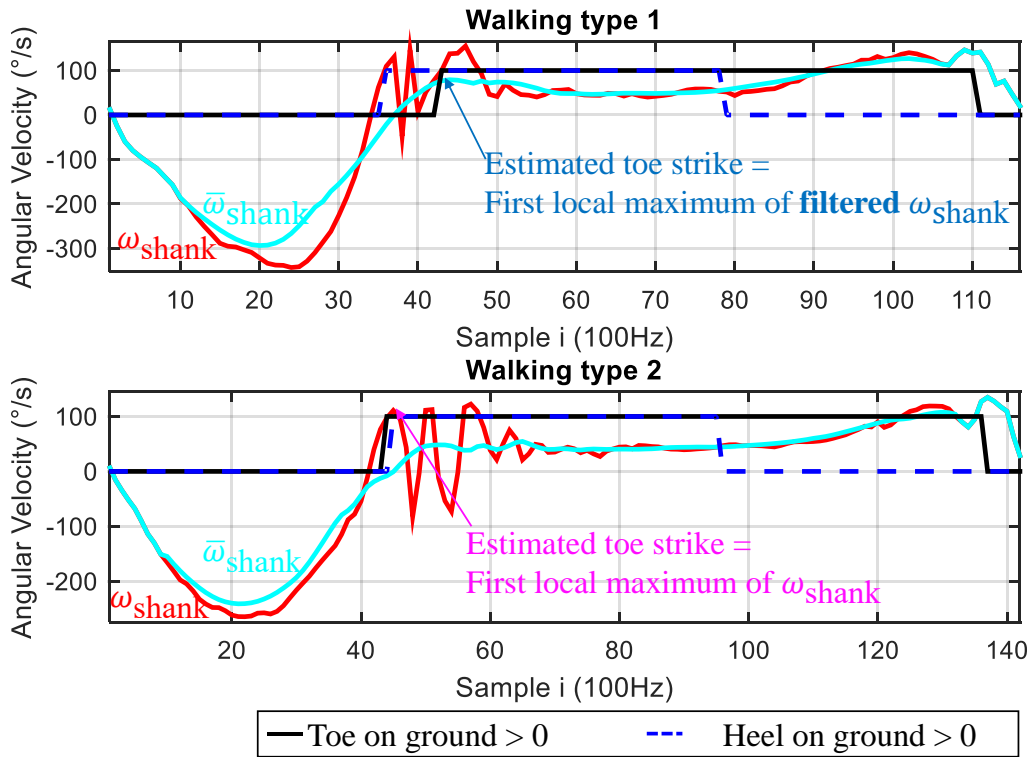 Walking type 1
Angular Velocity (°/s)
100
0
-100
-200
-300
ω̅shank
ωshank
Estimated toe strike =
First local maximum of filtered ωshank
10 20 30 40 50 60 70 80 90 100 110
Sample i (100Hz)
Walking type 2
Angular Velocity (°/s)
100
0
-100
-200
ω̅shank
ωshank
Estimated toe strike =
First local maximum of ωshank
20 40 60 80 100 120 140
Sample i (100Hz)
Toe on ground > 0 Heel on ground > 0